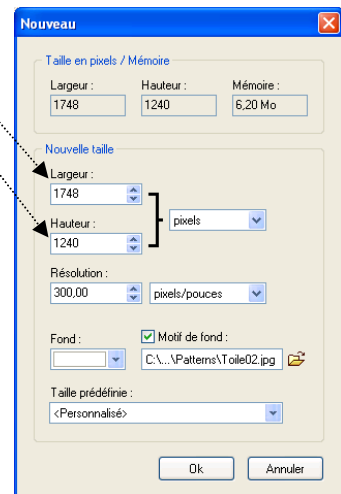 Nouveau
Taille en pixels / Mémoire
Largeur : Hauteur : Mémoire :
1748 1240 6,20 Mo
Nouvelle taille
Largeur :
1748
pixels
Hauteur :
1240
Résolution :
300,00 pixels/pouces
Fond : Motif de fond :
C:\...\Patterns\Toile02.jpg
Taille prédéfinie :
<Personnalisé>
Ok Annuler